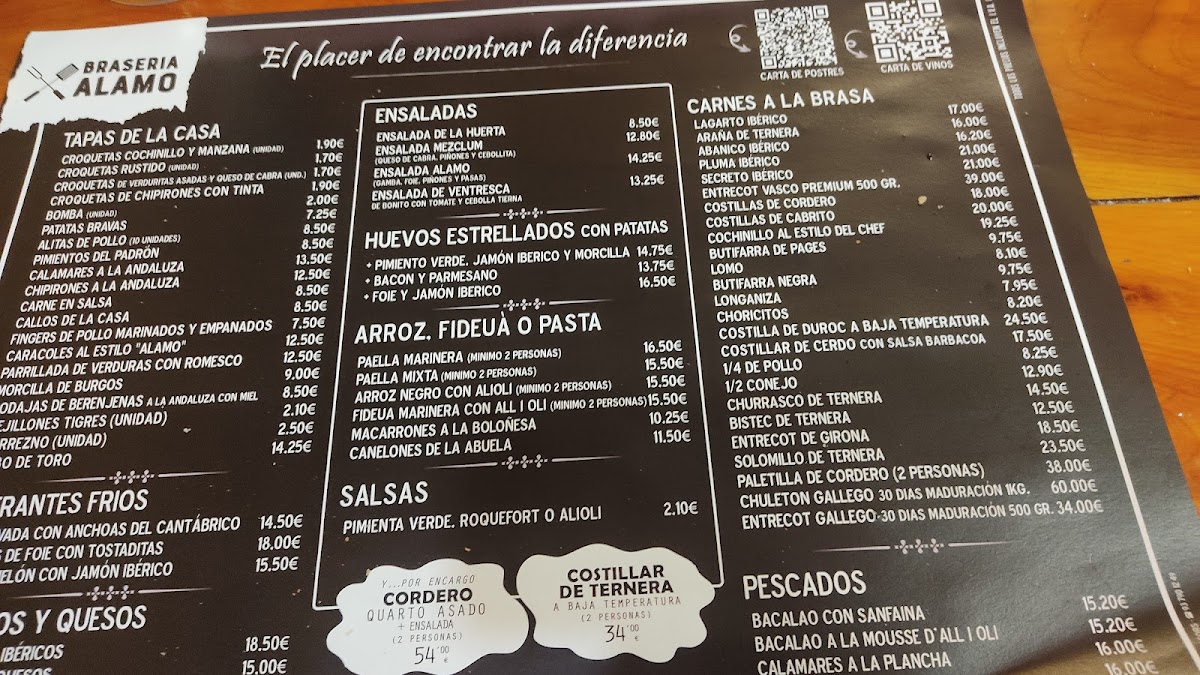 BRASERIA
ALAMO
El placer de encontrar la diferencia
CARTA DE POSTRES
CARTA DE VINOS
TAPAS DE LA CASA
CROQUETAS COCHINILLO Y MANZANA (UNIDAD) 1.90€
CROQUETAS RUSTIDO (UNIDAD) 1.70€
CROQUETAS DE VERDURITAS ASADAS Y QUESO DE CABRA (UND.) 1.70€
CROQUETAS DE CHIPIRONES CON TINTA 1.90€
BOMBA (UNIDAD) 2.00€
PATATAS BRAVAS 7.25€
ALITAS DE POLLO (10 UNIDADES) 8.50€
PIMIENTOS DEL PADRÓN 8.50€
CALAMARES A LA ANDALUZA 13.50€
CHIPIRONES A LA ANDALUZA 12.50€
CARNE EN SALSA 8.50€
CALLOS DE LA CASA 8.50€
FINGERS DE POLLO MARINADOS Y EMPANADOS 7.50€
CARACOLES AL ESTILO "ALAMO" 12.50€
PARRILLADA DE VERDURAS CON ROMESCO 12.50€
MORCILLA DE BURGOS 9.00€
ODAJAS DE BERENJENAS A LA ANDALUZA CON MIEL 8.50€
EJILLONES TIGRES (UNIDAD) 2.10€
RREZNO (UNIDAD) 2.50€
BO DE TORO 14.25€
TRANTES FRIOS
VADA CON ANCHOAS DEL CANTÁBRICO 14.50€
S DE FOIE CON TOSTADITAS 18.00€
ELÓN CON JAMÓN IBÉRICO 15.50€
OS Y QUESOS
IBÉRICOS 18.50€
QUESOS 15.00€
ENSALADAS
ENSALADA DE LA HUERTA 8.50€
ENSALADA MEZCLUM 12.80€
(QUESO DE CABRA, PIÑONES Y CEBOLLITA)
ENSALADA ALAMO 14.25€
(GAMBA, FOIE, PIÑONES Y PASAS)
ENSALADA DE VENTRESCA 13.25€
DE BONITO CON TOMATE Y CEBOLLA TIERNA
HUEVOS ESTRELLADOS CON PATATAS
+ PIMIENTO VERDE, JAMÓN IBERICO Y MORCILLA 14.75€
+ BACON Y PARMESANO 13.75€
+ FOIE Y JAMÓN IBERICO 16.50€
ARROZ, FIDEUÀ O PASTA
PAELLA MARINERA (MINIMO 2 PERSONAS) 16.50€
PAELLA MIXTA (MINIMO 2 PERSONAS) 15.50€
ARROZ NEGRO CON ALIOLI (MINIMO 2 PERSONAS) 15.50€
FIDEUA MARINERA CON ALL I OLI (MINIMO 2 PERSONAS) 15.50€
MACARRONES A LA BOLOÑESA 10.25€
CANELONES DE LA ABUELA 11.50€
SALSAS
PIMIENTA VERDE, ROQUEFORT O ALIOLI 2.10€
Y...POR ENCARGO
CORDERO
QUARTO ASADO
+ ENSALADA
(2 PERSONAS)
54'00€
COSTILLAR
DE TERNERA
A BAJA TEMPERATURA
(2 PERSONAS)
34'00€
CARNES A LA BRASA
LAGARTO IBÉRICO 17.00€
ARAÑA DE TERNERA 16.00€
ABANICO IBÉRICO 16.20€
PLUMA IBÉRICO 21.00€
SECRETO IBÉRICO 21.00€
ENTRECOT VASCO PREMIUM 500 GR. 39.00€
COSTILLAS DE CORDERO 18.00€
COSTILLAS DE CABRITO 20.00€
COCHINILLO AL ESTILO DEL CHEF 19.25€
BUTIFARRA DE PAGES 9.75€
LOMO 8.10€
BUTIFARRA NEGRA 9.75€
LONGANIZA 7.95€
CHORICITOS 8.20€
COSTILLA DE DUROC A BAJA TEMPERATURA 24.50€
COSTILLAR DE CERDO CON SALSA BARBACOA 17.50€
1/4 DE POLLO 8.25€
1/2 CONEJO 12.90€
CHURRASCO DE TERNERA 14.50€
BISTEC DE TERNERA 12.50€
ENTRECOT DE GIRONA 18.50€
SOLOMILLO DE TERNERA 23.50€
PALETILLA DE CORDERO (2 PERSONAS) 38.00€
CHULETON GALLEGO 30 DIAS MADURACIÓN 1KG. 60.00€
ENTRECOT GALLEGO 30 DIAS MADURACIÓN 500 GR. 34.00€
PESCADOS
BACALAO CON SANFAINA 15.20€
BACALAO A LA MOUSSE D'ALL I OLI 15.20€
CALAMARES A LA PLANCHA 16.00€
16.00€